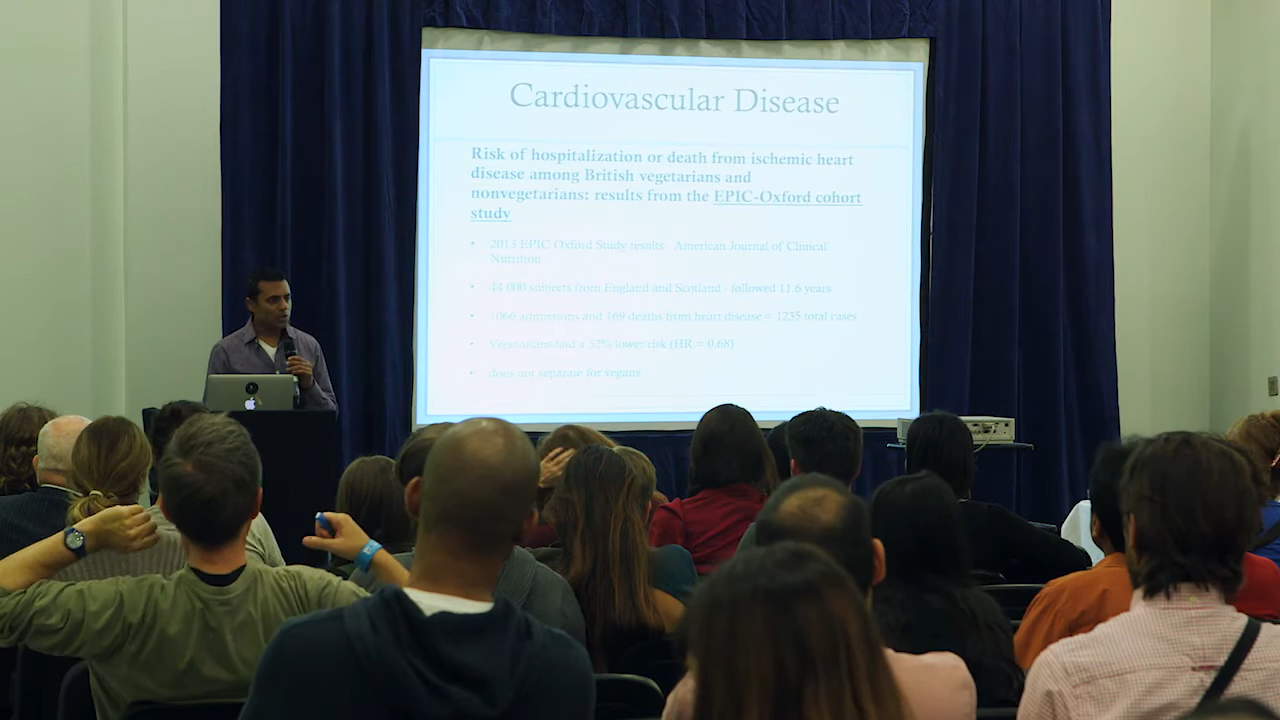 Cardiovascular Disease
Risk of hospitalization or death from ischemic heart
disease among British vegetarians and
nonvegetarians: results from the EPIC-Oxford cohort
study
• 2013 EPIC Oxford Study results. American Journal of Clinical
Nutrition
• 44 000 subjects from England and Scotland - followed 11.6 years
• 1066 admissions and 169 deaths from heart disease = 1235 total cases
• Vegetarians had a 32% lower risk (HR = 0.68)
• does not separate for vegans